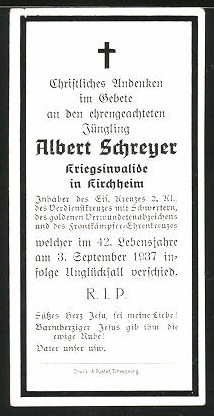 Christliches Andenken
im Gebete
an den ehrengeachteten
Jüngling
Albert Schreyer
Kriegsinvalide
in Kirchheim
Inhaber des Eis. Kreuzes 2. Kl.,
des Verdienstkreuzes mit Schwertern,
des goldenen Verwundetenabzeichens
und des Frontkämpfer-Ehrenkreuzes
welcher im 42. Lebensjahre
am 3. September 1937 in-
folge Unglücksfall verschied.
R. I. P.
Süßes Herz Jesu, sei meine Liebe!
Barmherziger Jesus gib ihm die
ewige Ruhe!
Vater unser usw.
Druck: A. Pustet, Tittmoning.